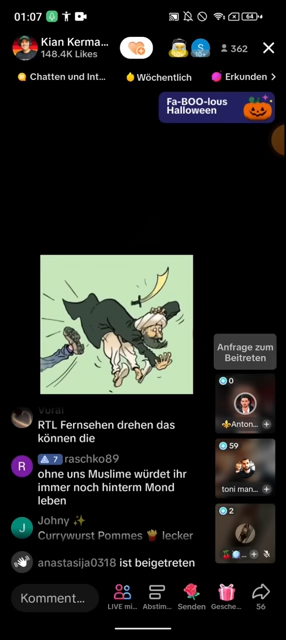 01:07
64
Kian Kerma...
148.4K Likes
S
10+
362
Chatten und Int...
Wöchentlich
Erkunden
Fa-BOO-lous
Halloween
Anfrage zum
Beitreten
0
Anton...
59
toni man...
2
RTL Fernsehen drehen das
können die
R
7 raschko89
ohne uns Muslime würdet ihr
immer noch hinterm Mond
leben
J
Johny
Currywurst Pommes 🍟 lecker
anastasija0318 ist beigetreten
Komment...
LIVE mi...
Abstim...
Senden
Gesche...
56